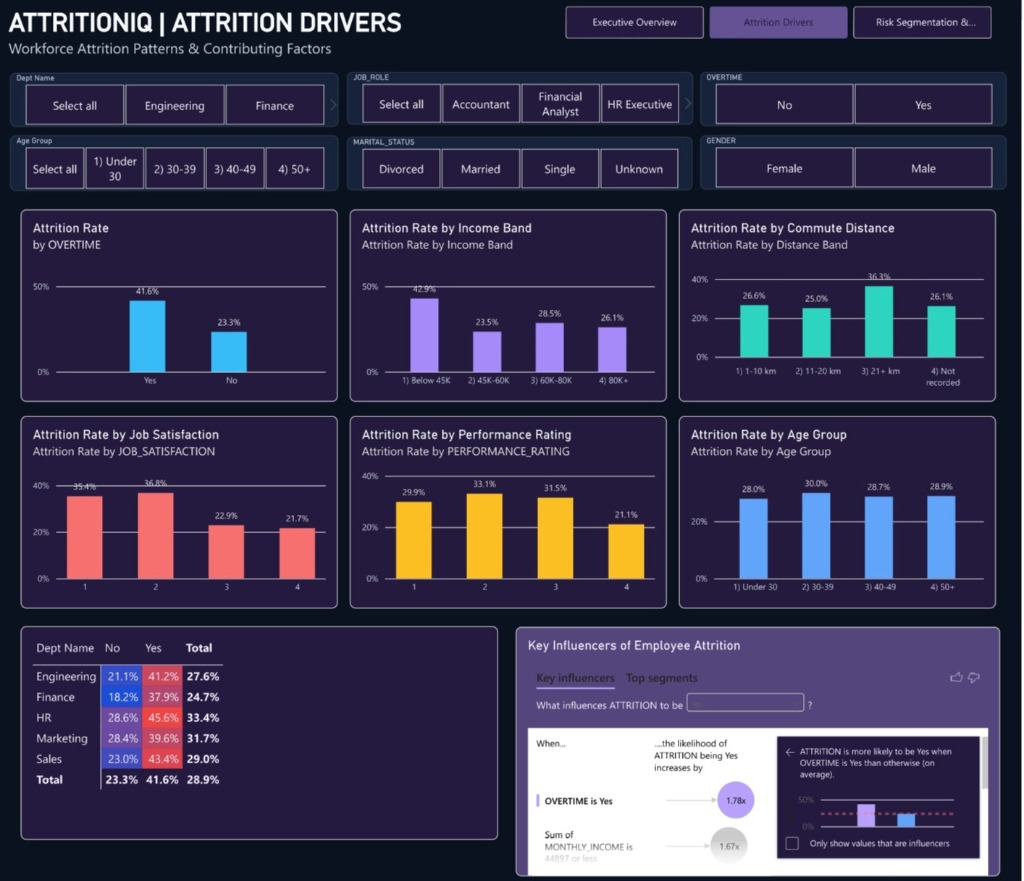 ATTRITIONIQ | ATTRITION DRIVERS
Workforce Attrition Patterns & Contributing Factors
Executive Overview
Attrition Drivers
Risk Segmentation &...
Dept Name
Select all
Engineering
Finance
JOB_ROLE
Select all
Accountant
Financial
Analyst
HR Executive
OVERTIME
No
Yes
Age Group
Select all
1) Under
30
2) 30-39
3) 40-49
4) 50+
MARITAL_STATUS
Divorced
Married
Single
Unknown
GENDER
Female
Male
Attrition Rate
by OVERTIME
50%
0%
41.6%
23.3%
Yes
No
Attrition Rate by Income Band
Attrition Rate by Income Band
50%
0%
42.9%
23.5%
28.5%
26.1%
1) Below 45K
2) 45K-60K
3) 60K-80K
4) 80K+
Attrition Rate by Commute Distance
Attrition Rate by Distance Band
40%
20%
0%
26.6%
25.0%
36.3%
26.1%
1) 1-10 km
2) 11-20 km
3) 21+ km
4) Not
recorded
Attrition Rate by Job Satisfaction
Attrition Rate by JOB_SATISFACTION
40%
20%
0%
35.4%
36.8%
22.9%
21.7%
1
2
3
4
Attrition Rate by Performance Rating
Attrition Rate by PERFORMANCE_RATING
40%
20%
0%
29.9%
33.1%
31.5%
21.1%
1
2
3
4
Attrition Rate by Age Group
Attrition Rate by Age Group
20%
0%
28.0%
30.0%
28.7%
28.9%
1) Under 30
2) 30-39
3) 40-49
4) 50+
Dept Name No Yes Total
Engineering 21.1% 41.2% 27.6%
Finance 18.2% 37.9% 24.7%
HR 28.6% 45.6% 33.4%
Marketing 28.4% 39.6% 31.7%
Sales 23.0% 43.4% 29.0%
Total 23.3% 41.6% 28.9%
Key Influencers of Employee Attrition
Key influencers Top segments
What influences ATTRITION to be ?
When...
....the likelihood of
ATTRITION being Yes
increases by
OVERTIME is Yes
1.78x
Sum of
MONTHLY_INCOME is
44897 or less
1.67x
ATTRITION is more likely to be Yes when
OVERTIME is Yes than otherwise (on
average).
50%
0%
Only show values that are influencers